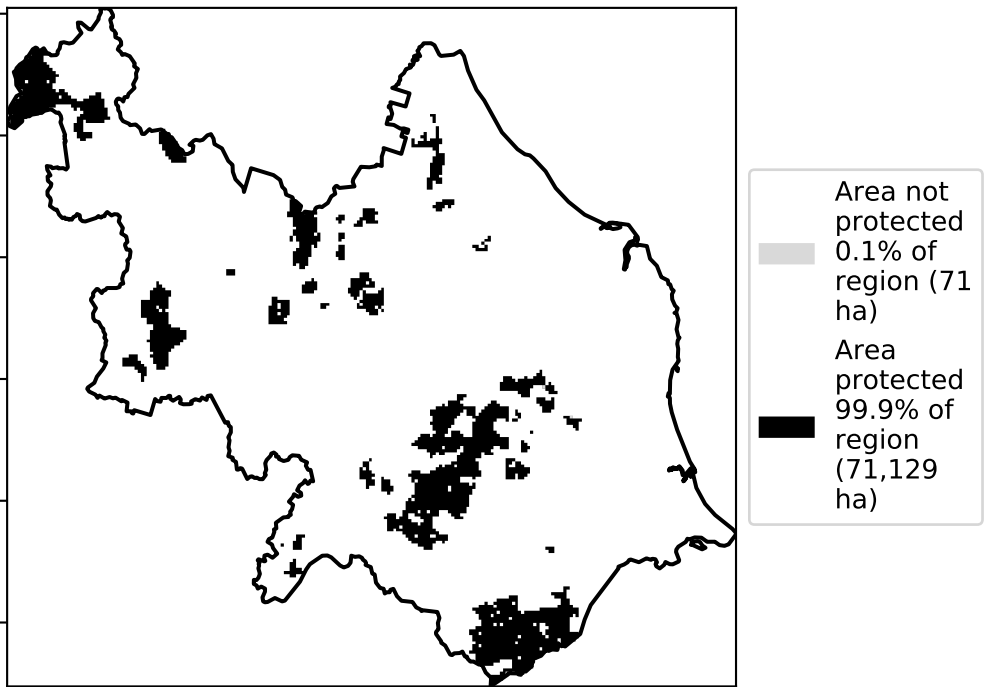 Area not
protected
0.1% of
region (71
ha)
Area
protected
99.9% of
region
(71,129
ha)